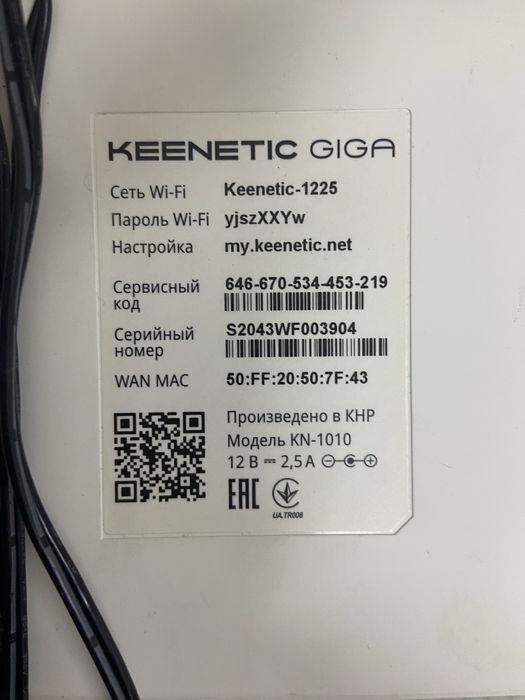 KEENETIC GIGA
Сеть Wi-Fi Keenetic-1225
Пароль Wi-Fi yjszXXYw
Настройка my.keenetic.net
Сервисный код 646-670-534-453-219
Серийный номер S2043WF003904
WAN MAC 50:FF:20:50:7F:43
Произведено в КНР
Модель KN-1010
12 В ⎓ 2,5 А
EAC
UA.TR008